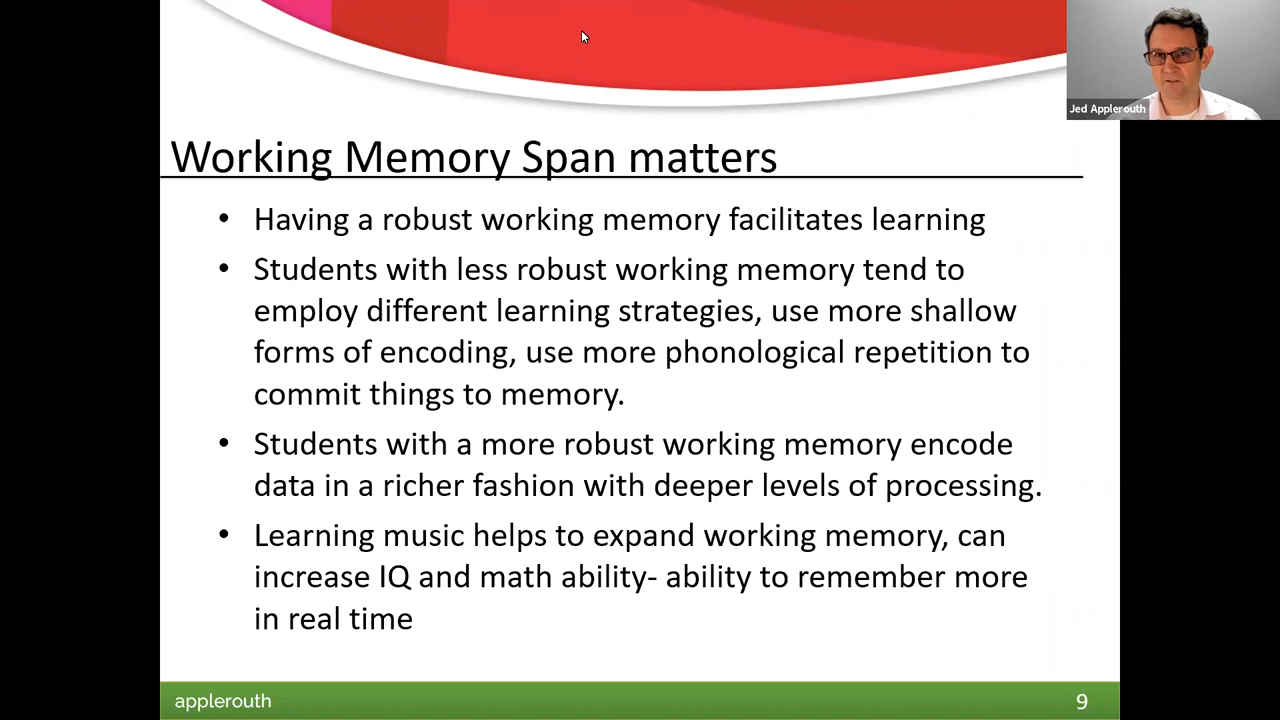 Jed Applerouth
Working Memory Span matters
• Having a robust working memory facilitates learning
• Students with less robust working memory tend to
employ different learning strategies, use more shallow
forms of encoding, use more phonological repetition to
commit things to memory.
• Students with a more robust working memory encode
data in a richer fashion with deeper levels of processing.
• Learning music helps to expand working memory, can
increase IQ and math ability- ability to remember more
in real time
applerouth
9